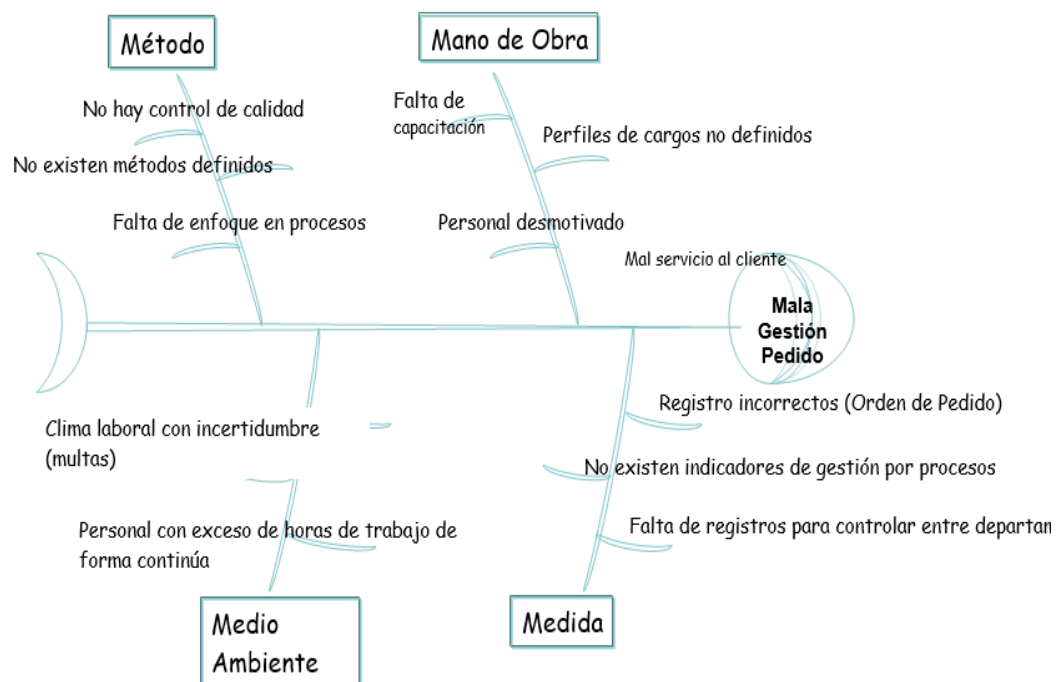 Método
Mano de Obra
No hay control de calidad
No existen métodos definidos
Falta de enfoque en procesos
Falta de
capacitación
Perfiles de cargos no definidos
Personal desmotivado
Mal servicio al cliente
Mala
Gestión
Pedido
Clima laboral con incertidumbre
(multas)
Personal con exceso de horas de trabajo de
forma continúa
Registro incorrectos (Orden de Pedido)
No existen indicadores de gestión por procesos
Falta de registros para controlar entre departan
Medio
Ambiente
Medida